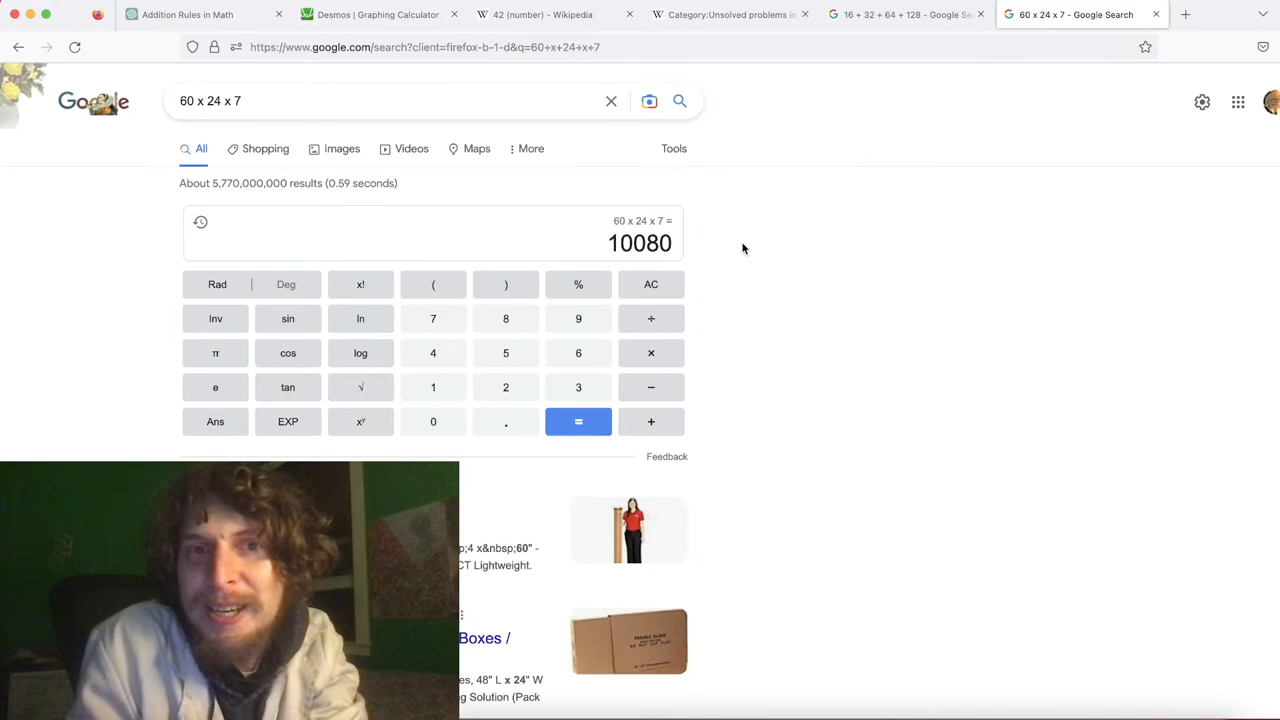 Addition Rules in Math
Desmos | Graphing Calculator
42 (number) - Wikipedia
Category:Unsolved problems in
16 + 32 + 64 + 128 - Google Se
60 x 24 x 7 - Google Search
https://www.google.com/search?client=firefox-b-1-d&q=60+x+24+x+7
Google
60 x 24 x 7
All
Shopping
Images
Videos
Maps
More
Tools
About 5,770,000,000 results (0.59 seconds)
60 x 24 x 7 =
10080
Rad Deg x! ( ) % AC
Inv sin ln 7 8 9 ÷
π cos log 4 5 6 ×
e tan √ 1 2 3 −
Ans EXP xʸ 0 . = +
Feedback
p;4 x&nbsp;60" -
CT Lightweight.
Boxes /
es, 48" L x 24" W
g Solution (Pack